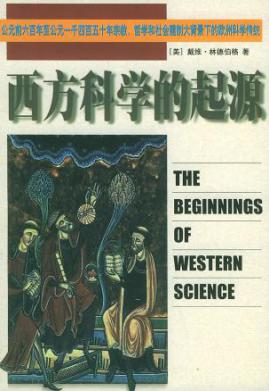 公元前六百年至公元一千四百五十年宗教、哲学和社会建制大背景下的欧洲科学传统
[美] 戴维·林德伯格 著
西方科学的起源
THE
BEGINNINGS
OF
WESTERN
SCIENCE